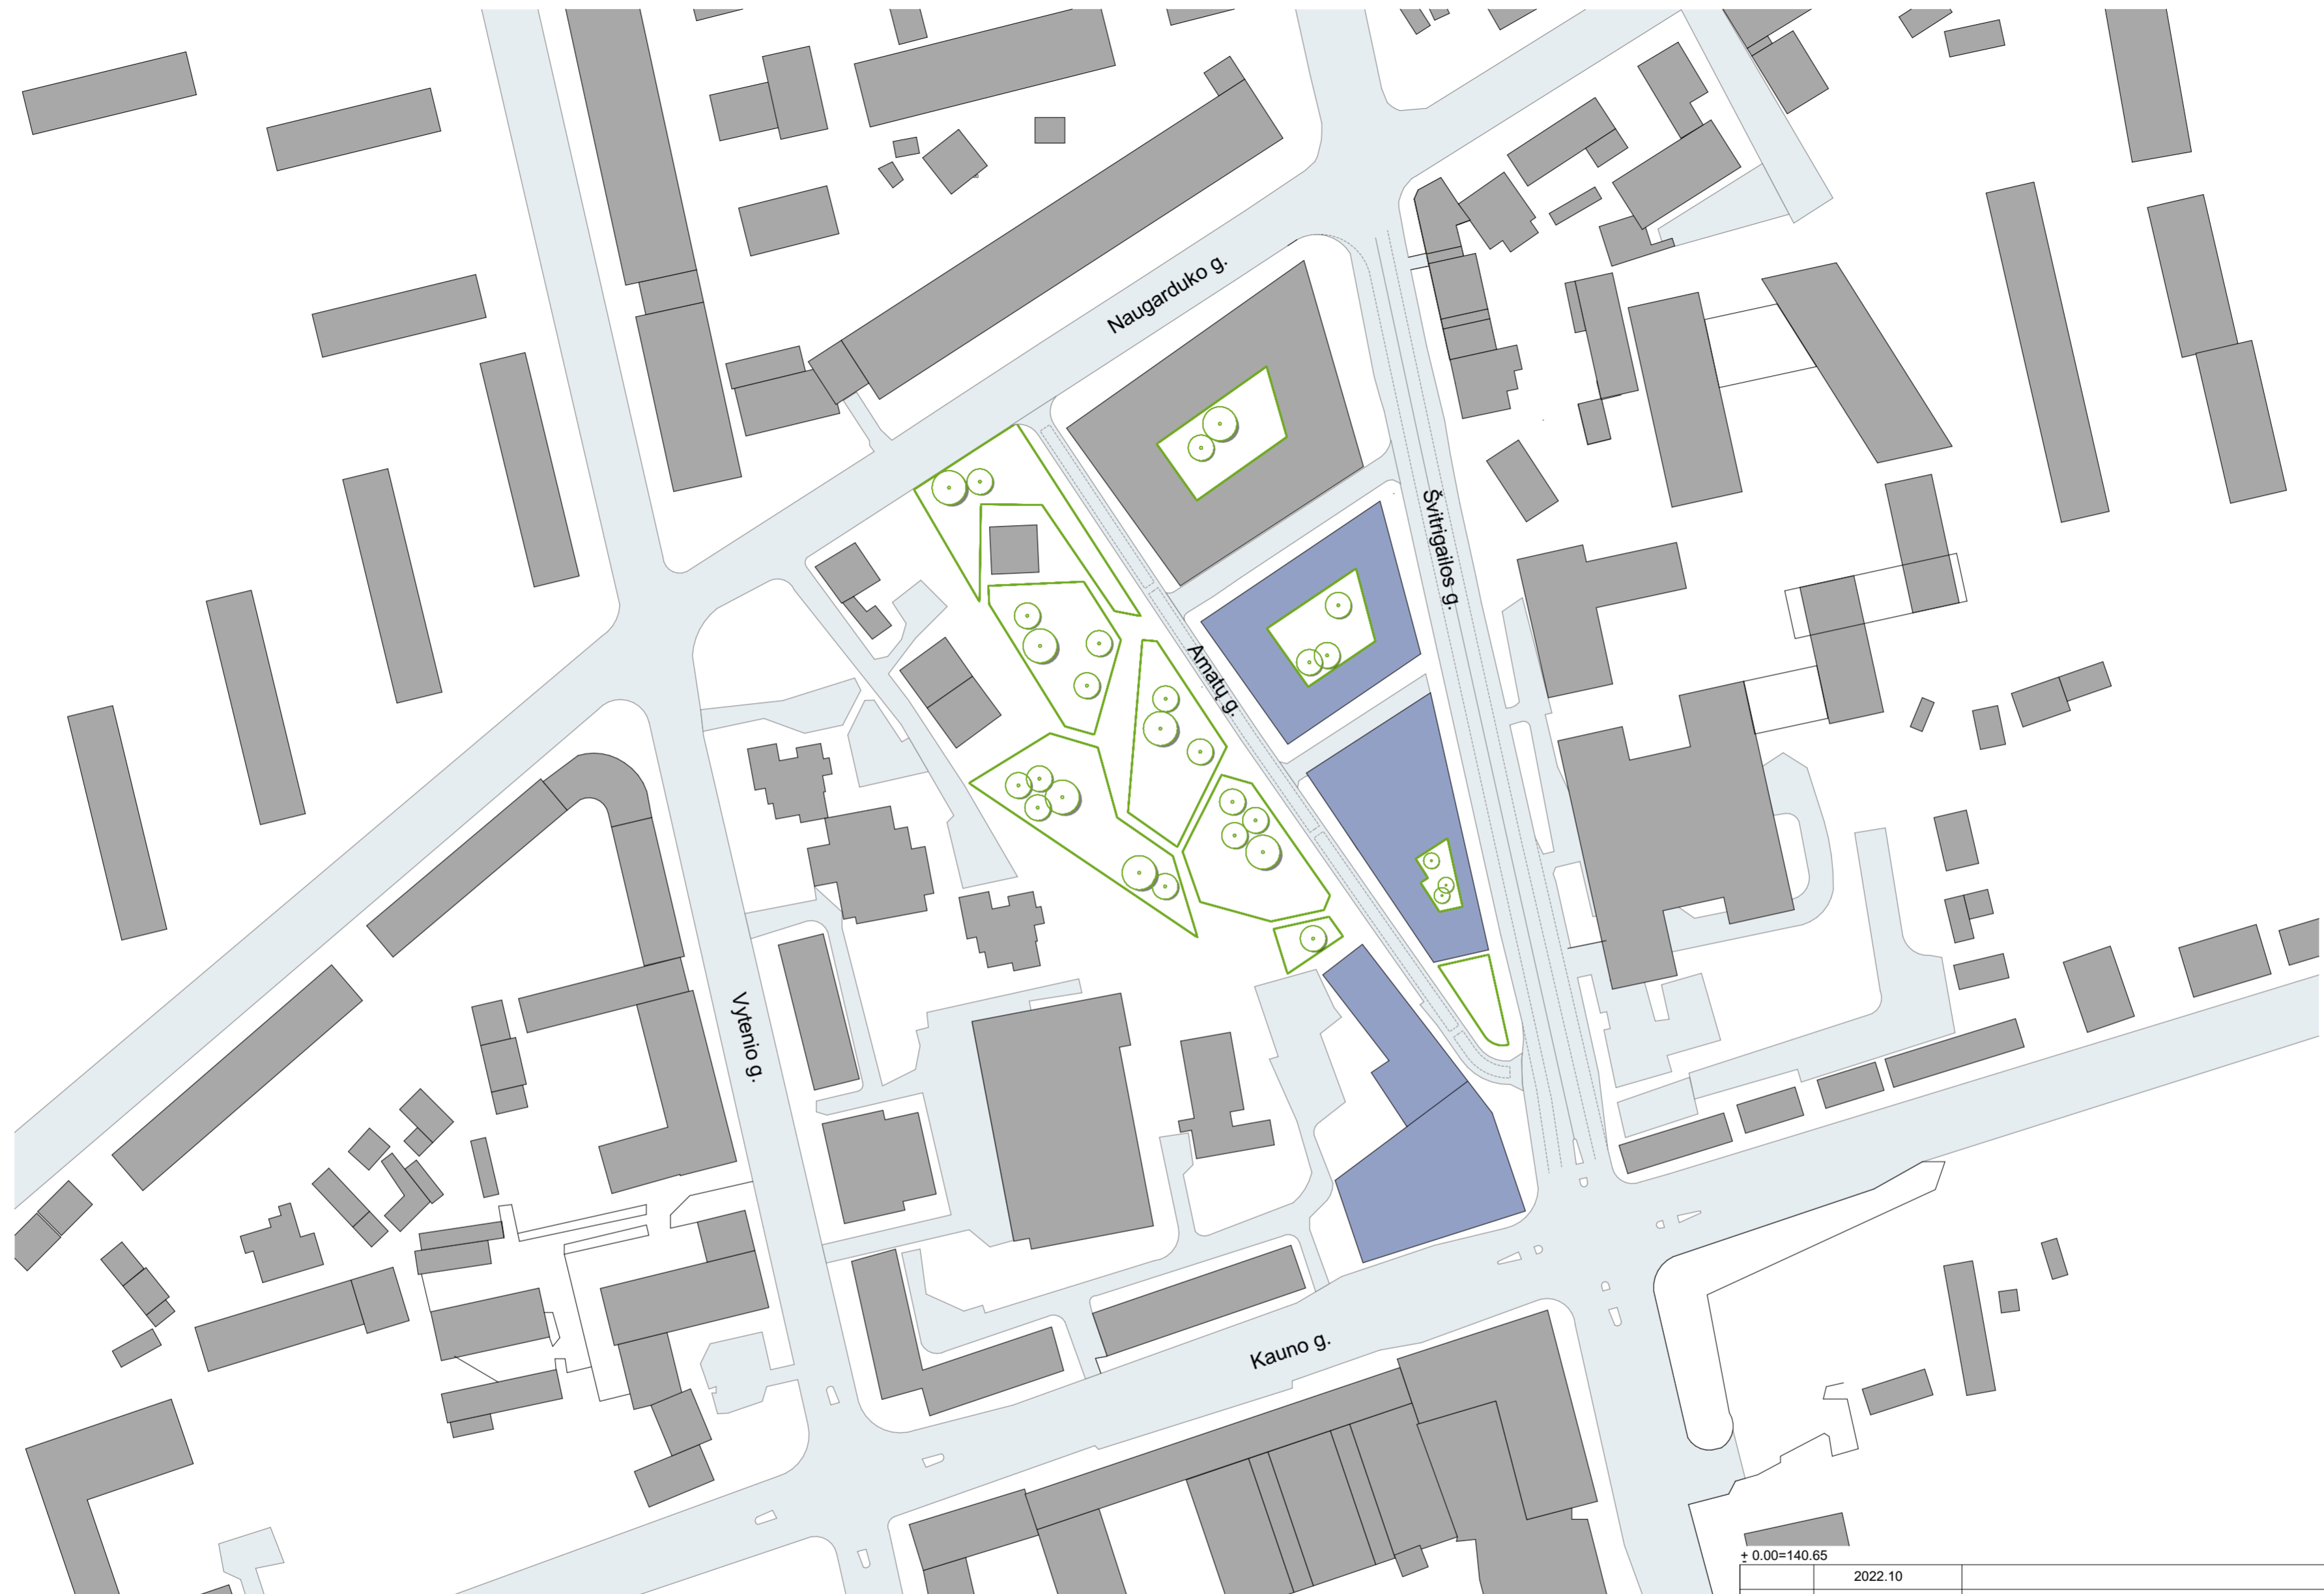 Naugarduko g.
Švitrigailos g.
Amatų g.
Vytenio g.
Kauno g.
± 0.00=140.65
2022.10